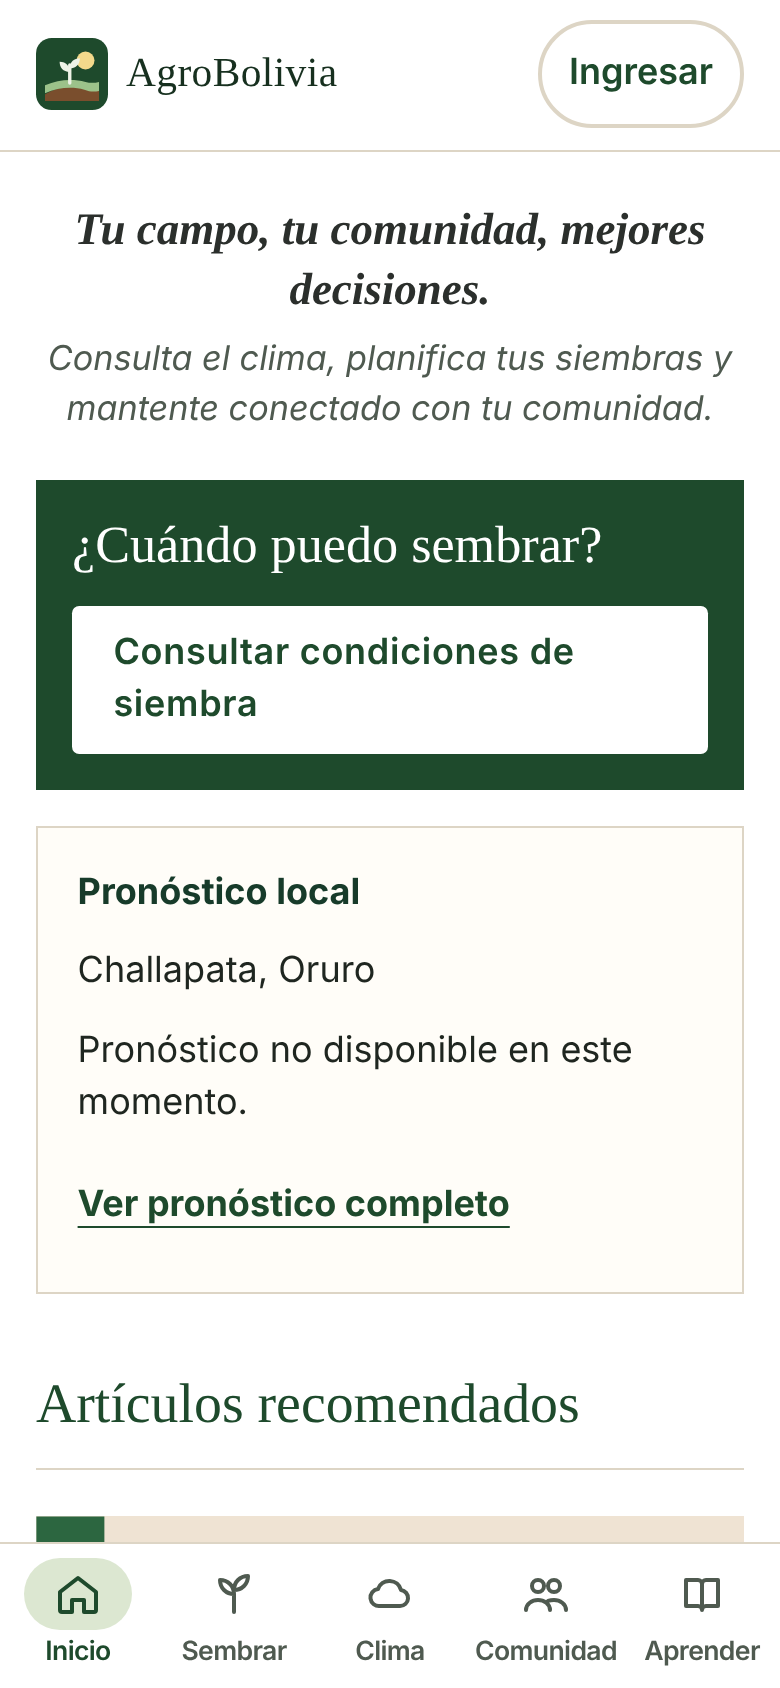 AgroBolivia
Ingresar
Tu campo, tu comunidad, mejores
decisiones.
Consulta el clima, planifica tus siembras y
mantente conectado con tu comunidad.
¿Cuándo puedo sembrar?
Consultar condiciones de
siembra
Pronóstico local
Challapata, Oruro
Pronóstico no disponible en este
momento.
Ver pronóstico completo
Artículos recomendados
Inicio
Sembrar
Clima
Comunidad
Aprender